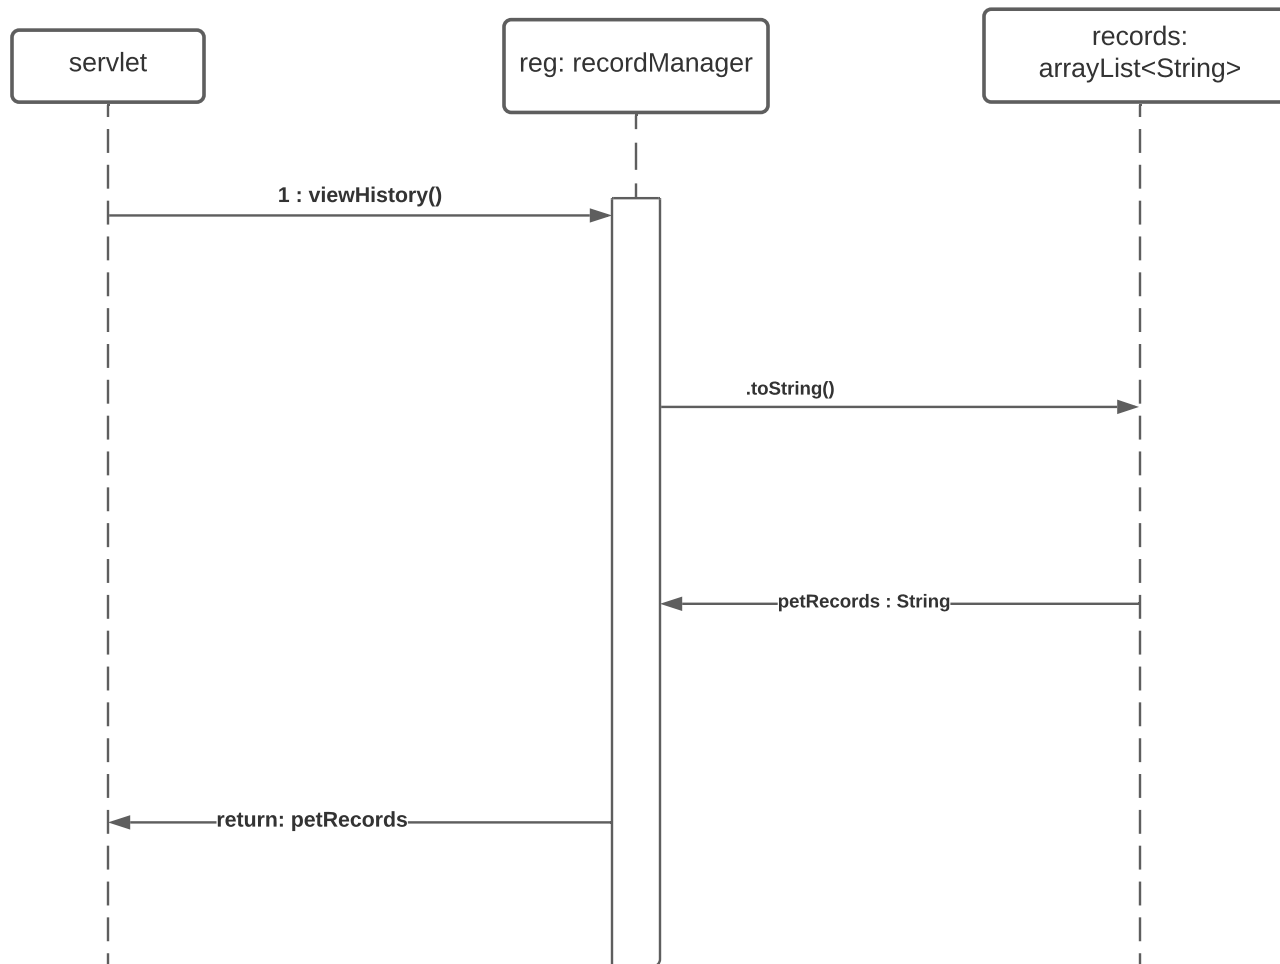 servlet
reg: recordManager
records:
arrayList<String>
1 : viewHistory()
.toString()
petRecords : String
return: petRecords